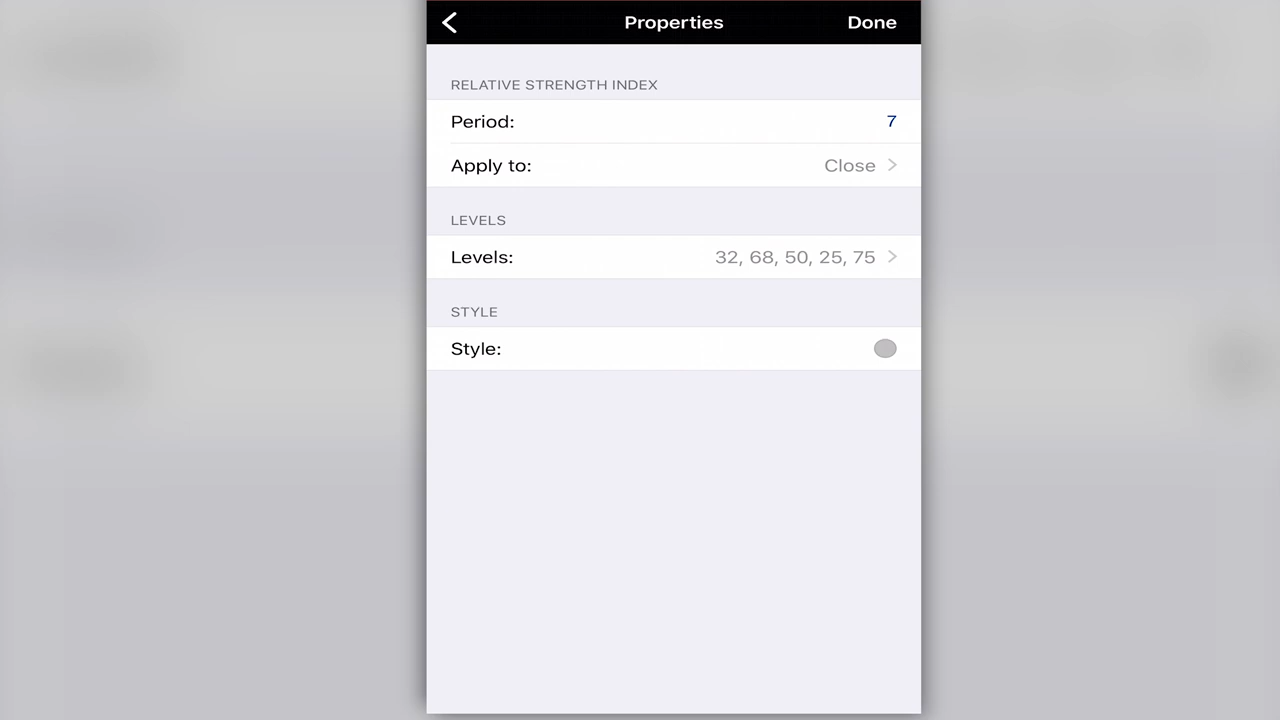 Properties Done
RELATIVE STRENGTH INDEX
Period: 7
Apply to: Close
LEVELS
Levels: 32, 68, 50, 25, 75
STYLE
Style: